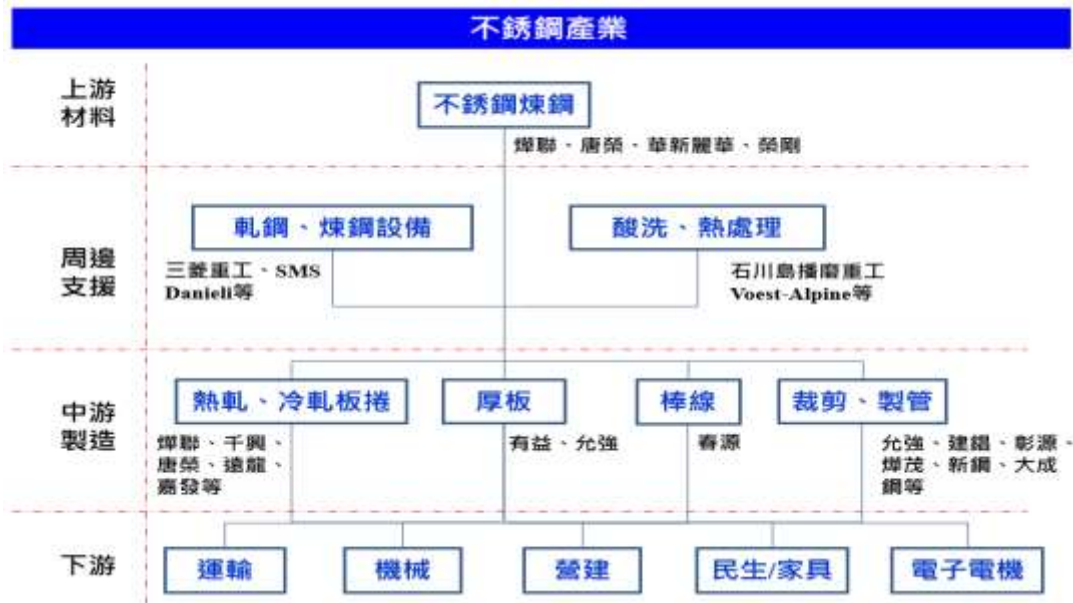 不銹鋼產業
上游
材料
不銹鋼煉鋼
燁聯、唐榮、華新麗華、榮剛
周邊
支援
軋鋼、煉鋼設備
三菱重工、SMS
Danieli等
酸洗、熱處理
石川島播磨重工
Voest-Alpine等
中游
製造
熱軋、冷軋板捲
燁聯、千興、
唐榮、遠龍、
嘉發等
厚板
有益、允強
棒線
春源
裁剪、製管
允強、建錩、彰源、
燁茂、新鋼、大成
鋼等
下游
運輸
機械
營建
民生/家具
電子電機